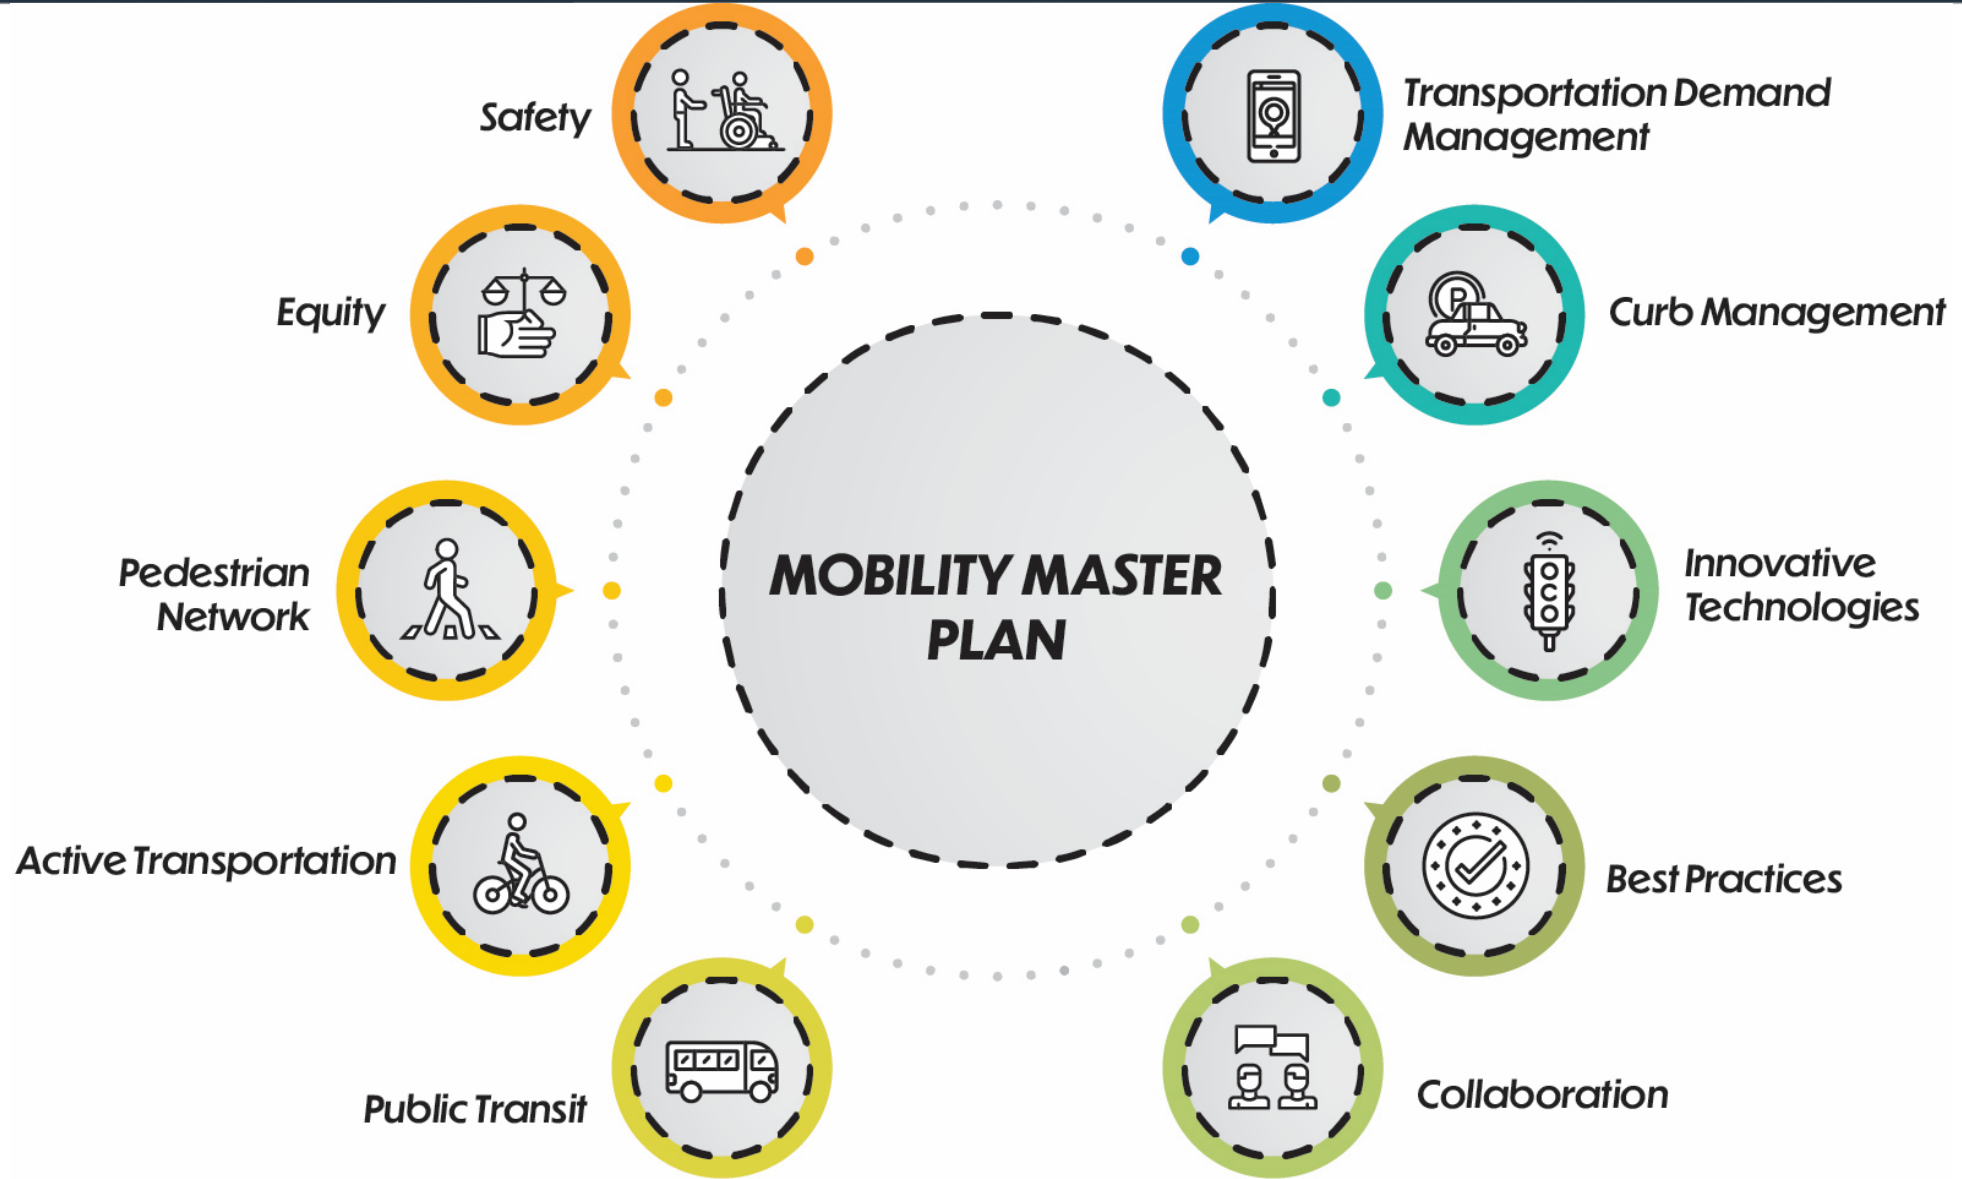 Safety
Transportation Demand
Management
Equity
P
Curb Management
Pedestrian
Network
MOBILITY MASTER
PLAN
Innovative
Technologies
Active Transportation
Best Practices
Public Transit
Collaboration